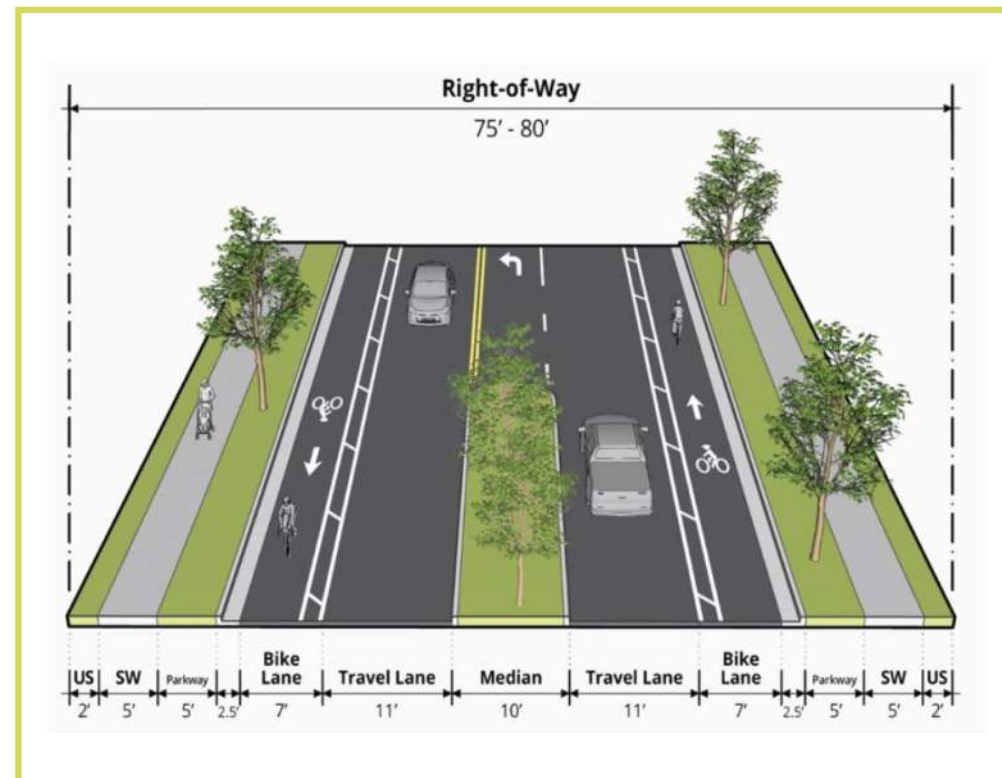 Right-of-Way
75’ - 80’
US SW Parkway Bike Lane Travel Lane Median Travel Lane Bike Lane Parkway SW US
2’ 5’ 5’ 2.5’ 7’ 11’ 10’ 11’ 7’ 2.5’ 5’ 5’ 2’